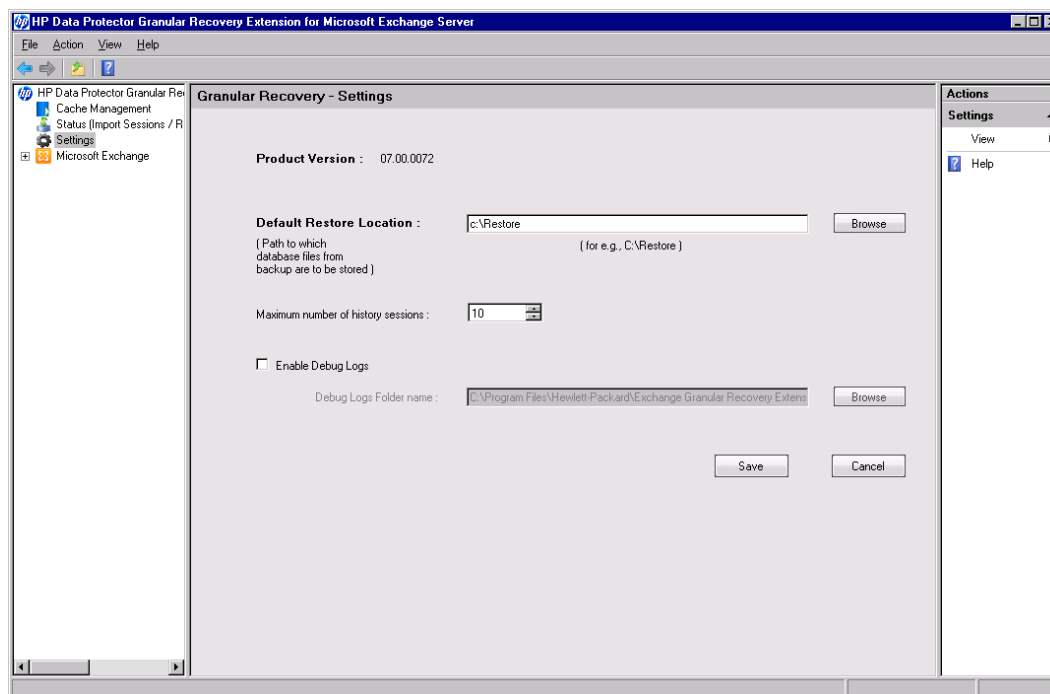 HP Data Protector Granular Recovery Extension for Microsoft Exchange Server
File Action View Help
HP Data Protector Granular Re
Cache Management
Status (Import Sessions / R
Settings
Microsoft Exchange
Granular Recovery - Settings
Product Version : 07.00.0072
Default Restore Location : c:\Restore Browse
( Path to which
database files from
backup are to be stored )
( for e.g., C:\Restore )
Maximum number of history sessions : 10
Enable Debug Logs
Debug Logs Folder name : C:\Program Files\Hewlett-Packard\Exchange Granular Recovery Extens Browse
Save Cancel
Actions
Settings
View
Help